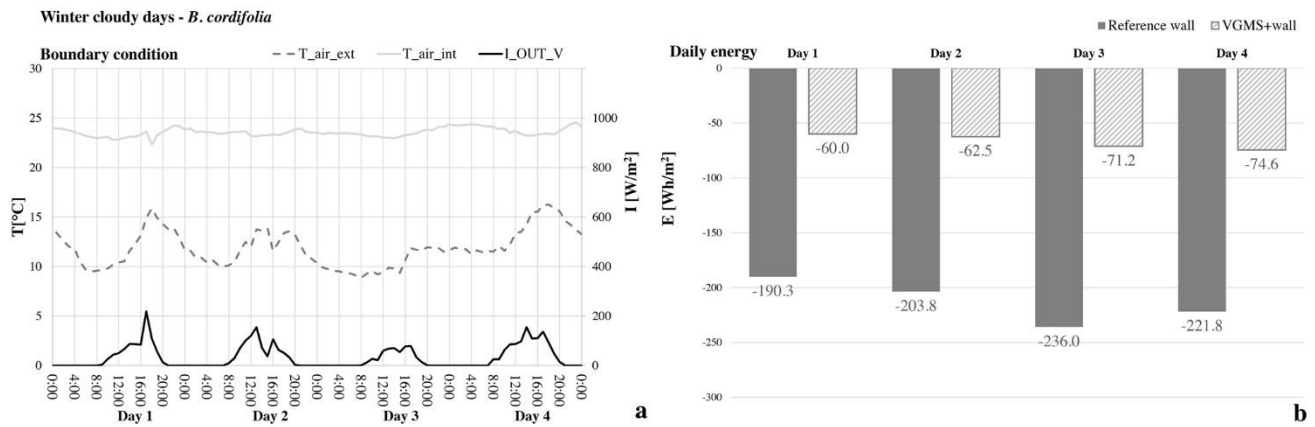 Winter cloudy days - B. cordifolia
Boundary condition
T_air_ext T_air_int I_OUT_V
30
25
20
15
10
5
0
T[°C]
1000
800
600
400
200
0
I [W/m²]
0:00 4:00 8:00 12:00 16:00 20:00 0:00 4:00 8:00 12:00 16:00 20:00 0:00 4:00 8:00 12:00 16:00 20:00 0:00 4:00 8:00 12:00 16:00 20:00 0:00
Day 1 Day 2 Day 3 Day 4
a
Reference wall VGMS+wall
Daily energy Day 1 Day 2 Day 3 Day 4
0
-50
-100
-150
-200
-250
-300
E [Wh/m²]
-60.0
-62.5
-71.2
-74.6
-190.3
-203.8
-236.0
-221.8
b